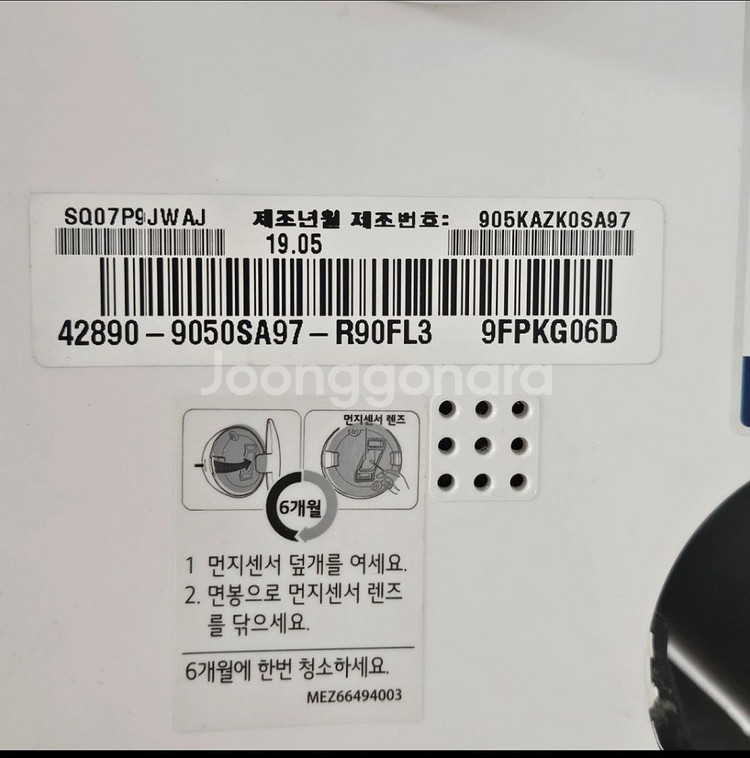 SQ07P9JWAJ 제조년월 제조번호: 905KAZK0SA97
19.05
42890-9050SA97-R90FL3 9FPKG06D
Joonggonara
먼지센서 렌즈
6개월
1 먼지센서 덮개를 여세요.
2. 면봉으로 먼지센서 렌즈
를 닦으세요.
6개월에 한번 청소하세요.
MEZ66494003